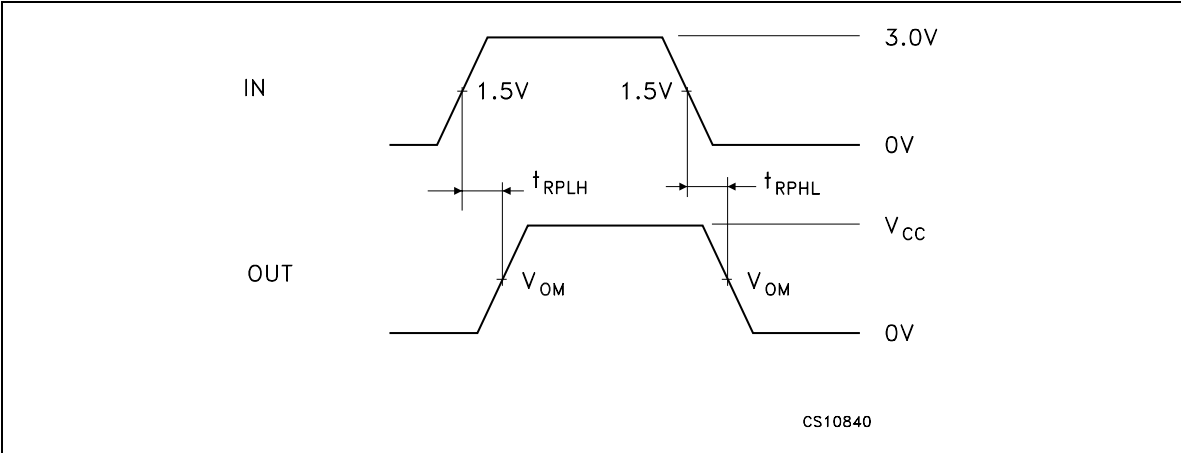 3.0V
IN
1.5V 1.5V
0V
tRPLH tRPHL
VCC
OUT
VOM VOM
0V
CS10840